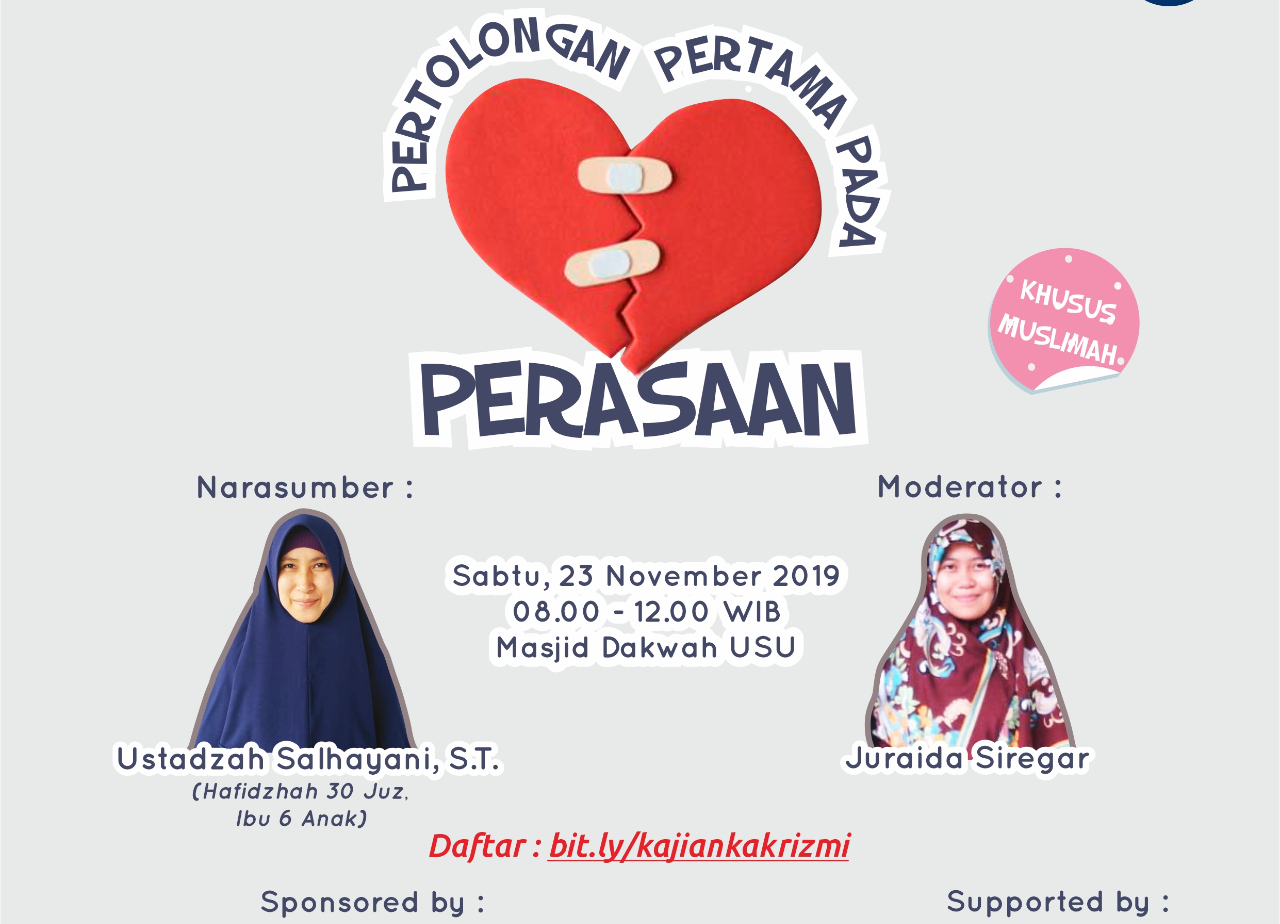 PERTOLONGAN PERTAMA PADA
PERASAAN
KHUSUS
MUSLIMAH
Narasumber :
Moderator :
Sabtu, 23 November 2019
08.00 - 12.00 WIB
Masjid Dakwah USU
Ustadzah Salhayani, S.T.
(Hafidzhah 30 Juz,
Ibu 6 Anak)
Juraida Siregar
Daftar : bit.ly/kajiankakrizmi
Sponsored by :
Supported by :